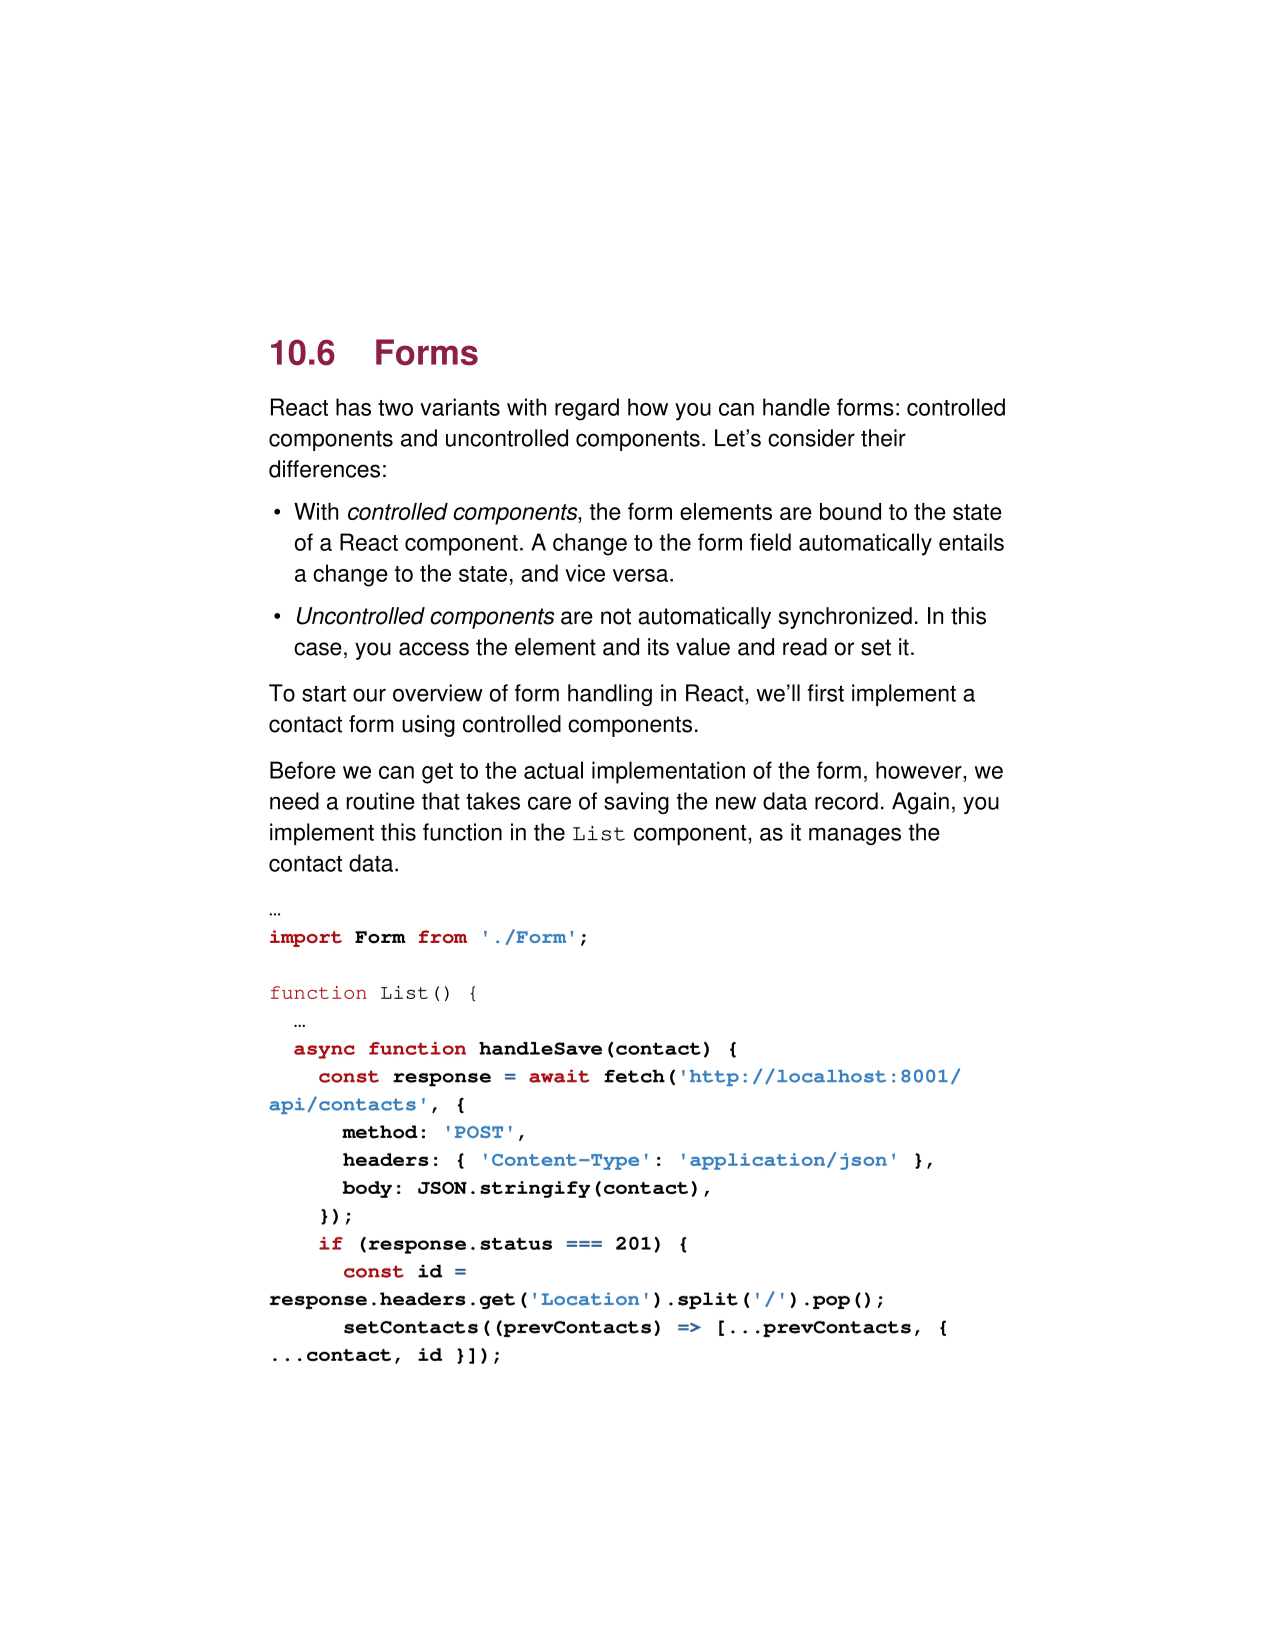 10.6 Forms
React has two variants with regard how you can handle forms: controlled
components and uncontrolled components. Let’s consider their
differences:
• With controlled components, the form elements are bound to the state
of a React component. A change to the form field automatically entails
a change to the state, and vice versa.
• Uncontrolled components are not automatically synchronized. In this
case, you access the element and its value and read or set it.
To start our overview of form handling in React, we’ll first implement a
contact form using controlled components.
Before we can get to the actual implementation of the form, however, we
need a routine that takes care of saving the new data record. Again, you
implement this function in the List component, as it manages the
contact data.
…
import Form from './Form';
function List() {
  …
  async function handleSave(contact) {
    const response = await fetch('http://localhost:8001/
api/contacts', {
      method: 'POST',
      headers: { 'Content-Type': 'application/json' },
      body: JSON.stringify(contact),
    });
    if (response.status === 201) {
      const id =
response.headers.get('Location').split('/').pop();
      setContacts((prevContacts) => [...prevContacts, {
...contact, id }]);